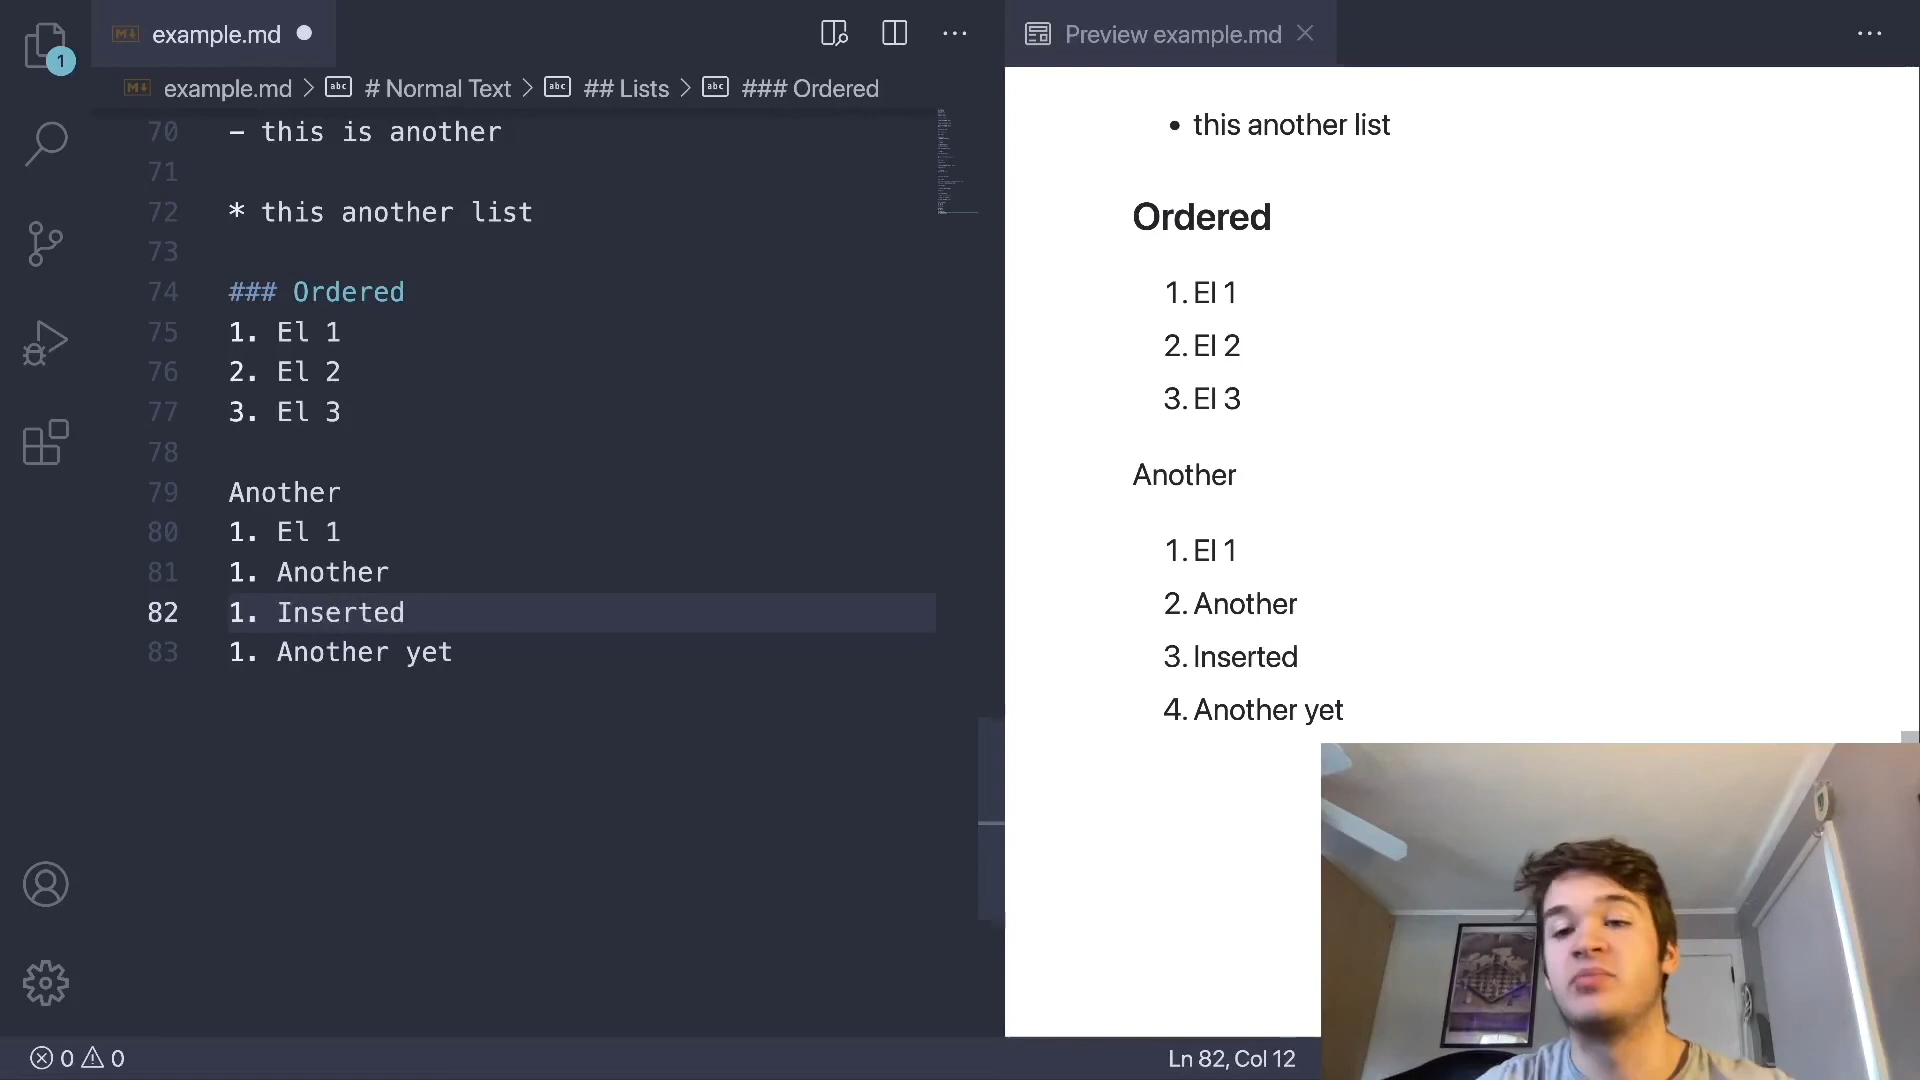 1
example.md
Preview example.md
example.md > # Normal Text > ## Lists > ### Ordered
70 - this is another
71
72 * this another list
73
74 ### Ordered
75 1. El 1
76 2. El 2
77 3. El 3
78
79 Another
80 1. El 1
81 1. Another
82 1. Inserted
83 1. Another yet
• this another list
Ordered
1. El 1
2. El 2
3. El 3
Another
1. El 1
2. Another
3. Inserted
4. Another yet
0 0
Ln 82, Col 12